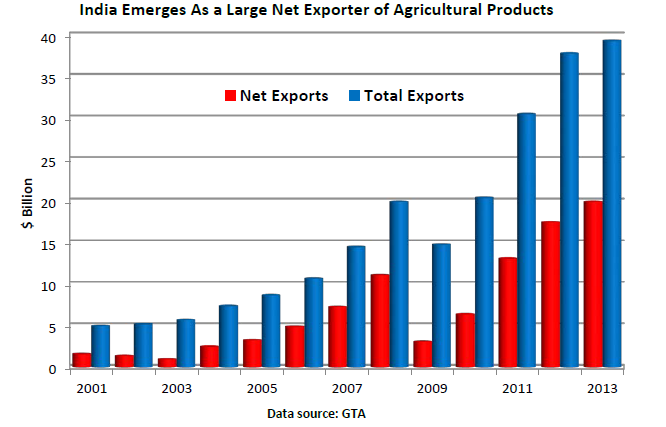 India Emerges As a Large Net Exporter of Agricultural Products
40
35
30
25
20
15
10
5
0
$ Billion
Net Exports Total Exports
2001 2003 2005 2007 2009 2011 2013
Data source: GTA